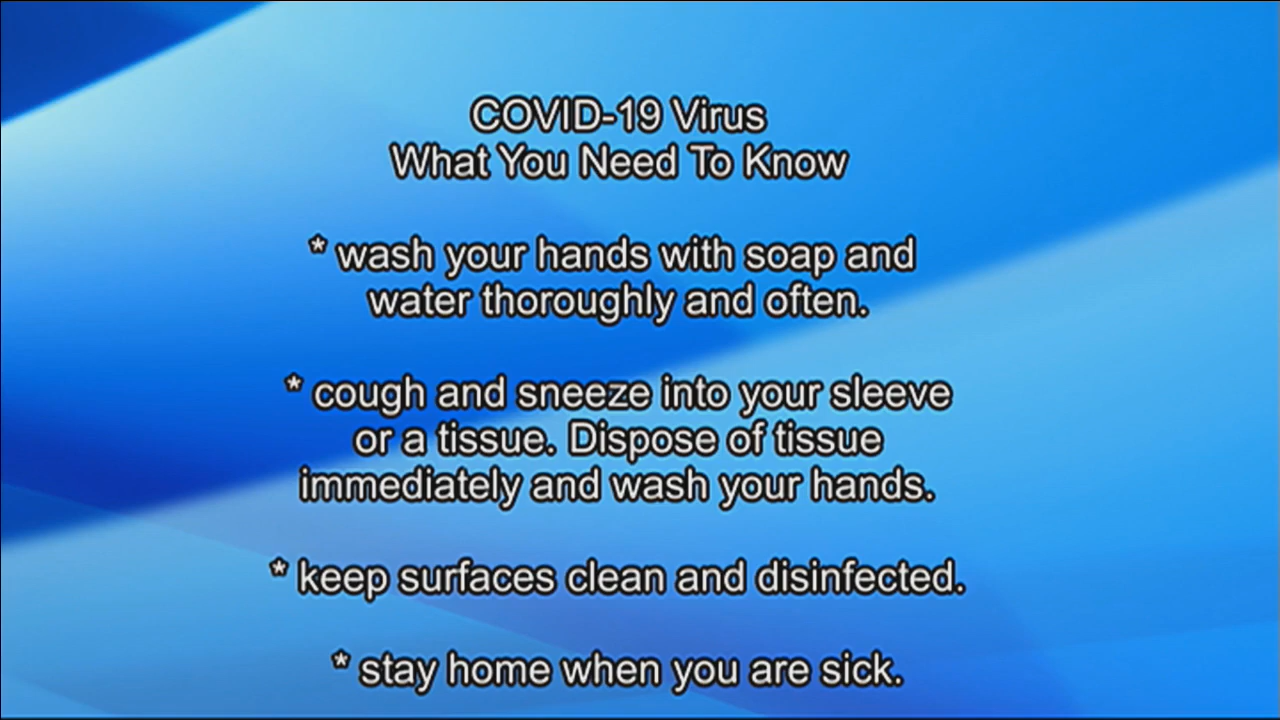 COVID-19 Virus
What You Need To Know
* wash your hands with soap and
water thoroughly and often.
* cough and sneeze into your sleeve
or a tissue. Dispose of tissue
immediately and wash your hands.
* keep surfaces clean and disinfected.
* stay home when you are sick.